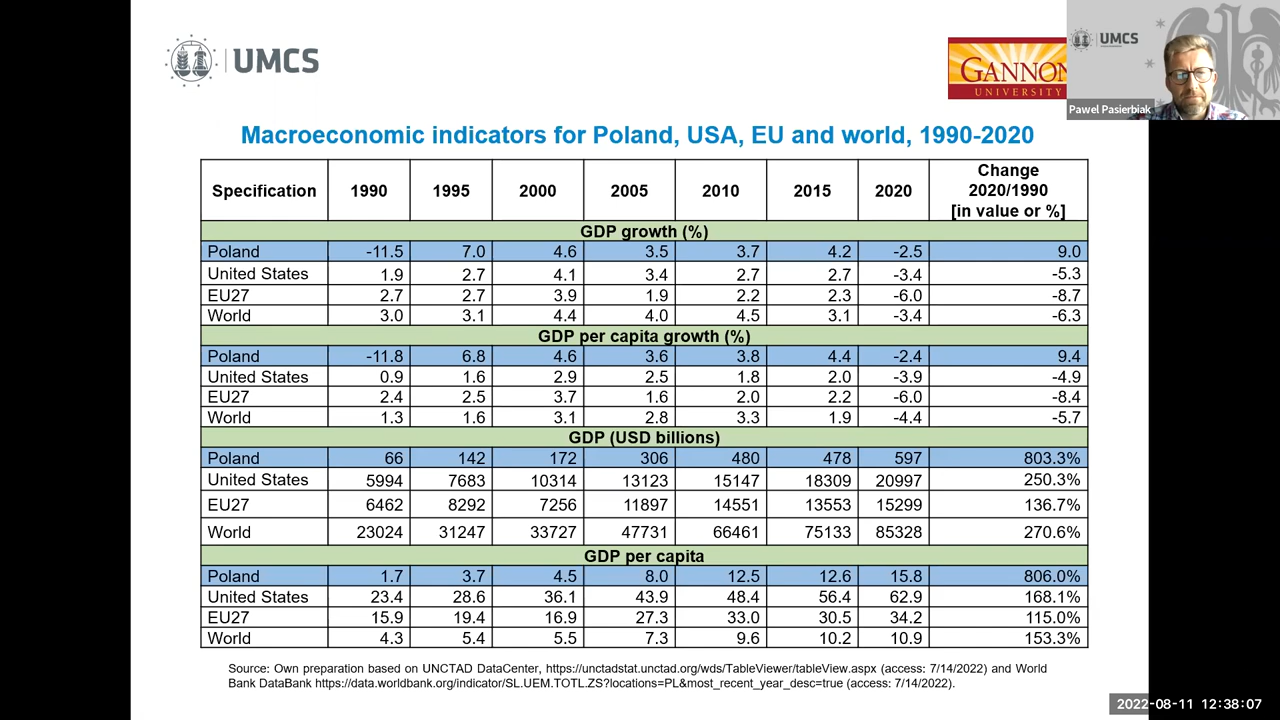 UMCS
GANNON
UNIVERSITY
UMCS
Pawel Pasierbiak
Macroeconomic indicators for Poland, USA, EU and world, 1990-2020
Specification 1990 1995 2000 2005 2010 2015 2020 Change 2020/1990 [in value or %]
GDP growth (%)
Poland -11.5 7.0 4.6 3.5 3.7 4.2 -2.5 9.0
United States 1.9 2.7 4.1 3.4 2.7 2.7 -3.4 -5.3
EU27 2.7 2.7 3.9 1.9 2.2 2.3 -6.0 -8.7
World 3.0 3.1 4.4 4.0 4.5 3.1 -3.4 -6.3
GDP per capita growth (%)
Poland -11.8 6.8 4.6 3.6 3.8 4.4 -2.4 9.4
United States 0.9 1.6 2.9 2.5 1.8 2.0 -3.9 -4.9
EU27 2.4 2.5 3.7 1.6 2.0 2.2 -6.0 -8.4
World 1.3 1.6 3.1 2.8 3.3 1.9 -4.4 -5.7
GDP (USD billions)
Poland 66 142 172 306 480 478 597 803.3%
United States 5994 7683 10314 13123 15147 18309 20997 250.3%
EU27 6462 8292 7256 11897 14551 13553 15299 136.7%
World 23024 31247 33727 47731 66461 75133 85328 270.6%
GDP per capita
Poland 1.7 3.7 4.5 8.0 12.5 12.6 15.8 806.0%
United States 23.4 28.6 36.1 43.9 48.4 56.4 62.9 168.1%
EU27 15.9 19.4 16.9 27.3 33.0 30.5 34.2 115.0%
World 4.3 5.4 5.5 7.3 9.6 10.2 10.9 153.3%
Source: Own preparation based on UNCTAD DataCenter, https://unctadstat.unctad.org/wds/TableViewer/tableView.aspx (access: 7/14/2022) and World
Bank DataBank https://data.worldbank.org/indicator/SL.UEM.TOTL.ZS?locations=PL&most_recent_year_desc=true (access: 7/14/2022).
2022-08-11 12:38:07